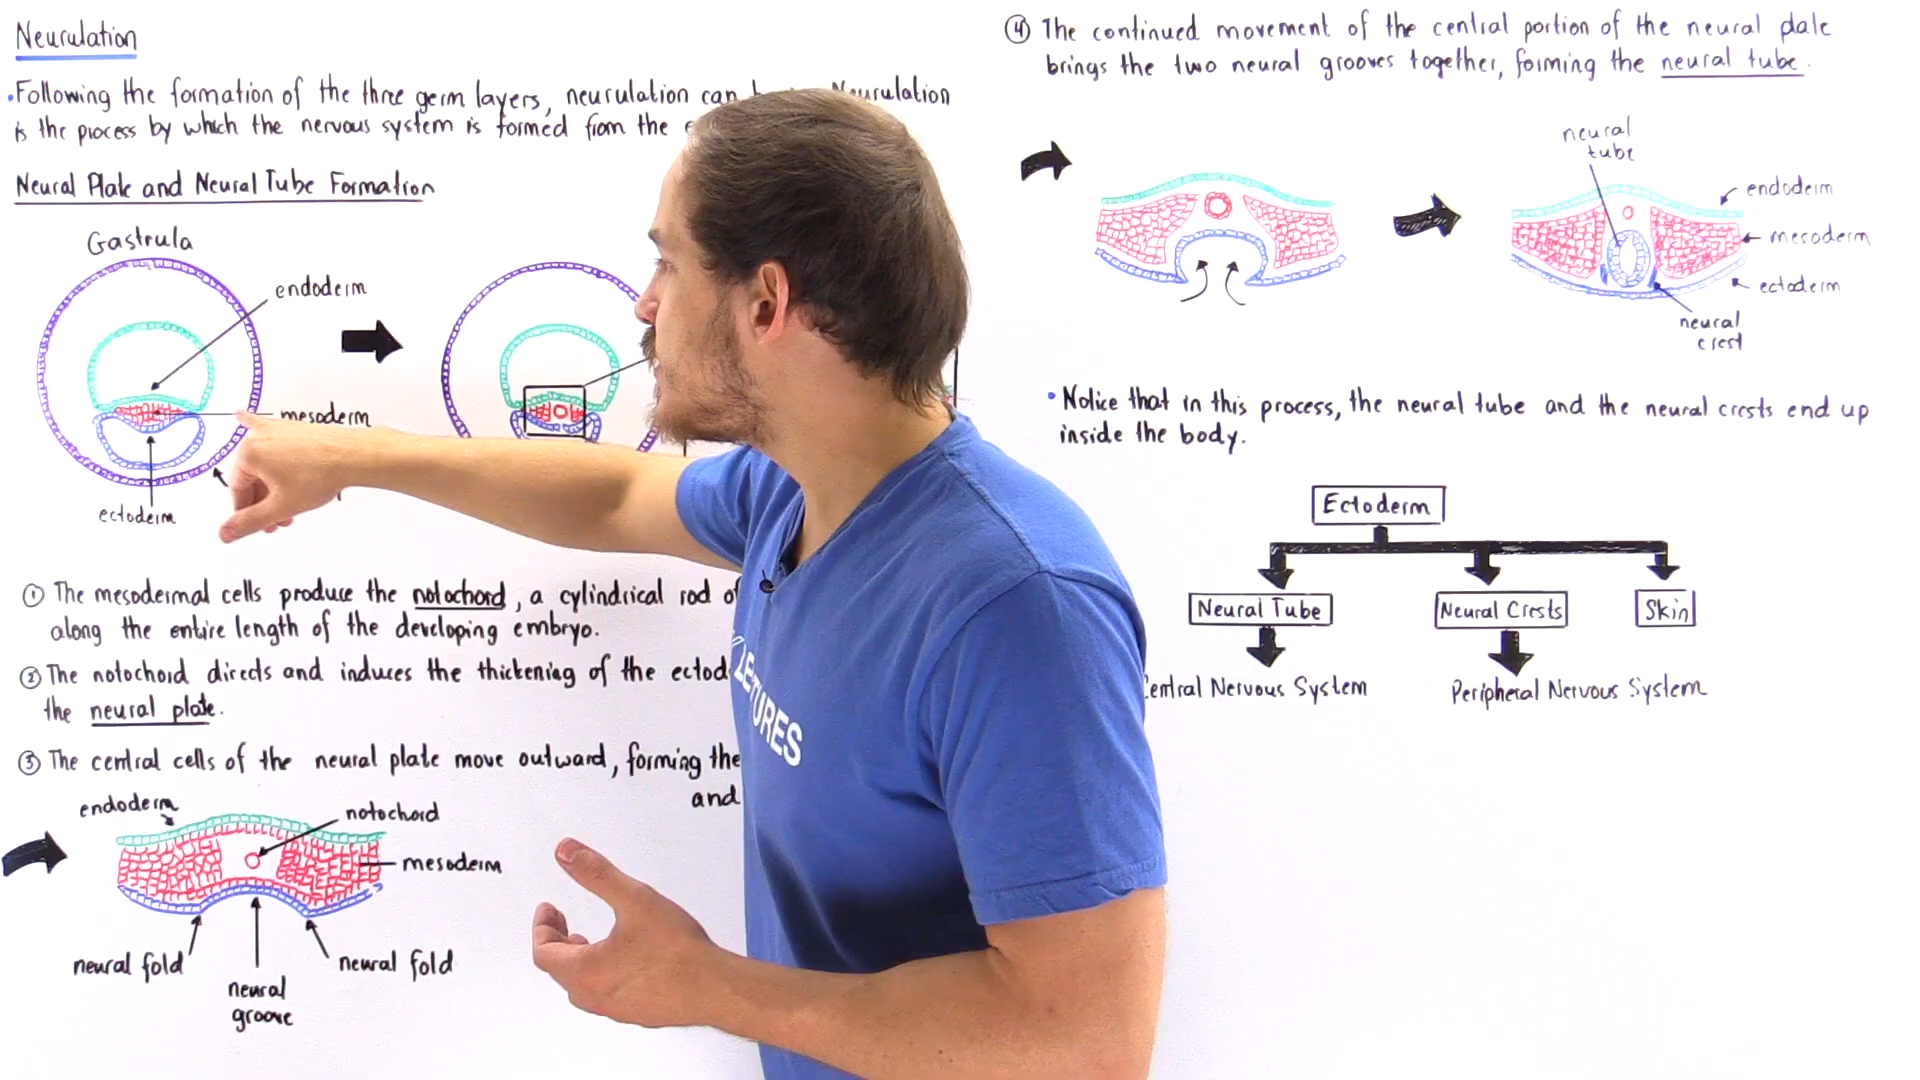 Neurulation
• Following the formation of the three germ layers, neurulation can Neurulation
is the process by which the nervous system is formed from the
Neural Plate and Neural Tube Formation
Gastrula
endoderm
mesoderm
ectoderm
① The mesodermal cells produce the notochord, a cylindrical rod of
along the entire length of the developing embryo.
② The notochord directs and induces the thickening of the ectod
the neural plate.
③ The central cells of the neural plate move outward, forming the
and
endoderm
notochord
mesoderm
neural fold
neural
groove
neural fold
LECTURES
④ The continued movement of the central portion of the neural plate
brings the two neural grooves together, forming the neural tube.
neural
tube
endoderm
mesoderm
ectoderm
neural
crest
• Notice that in this process, the neural tube and the neural crests end up
inside the body.
Ectoderm
Neural Tube
Neural Crests
Skin
Central Nervous System
Peripheral Nervous System